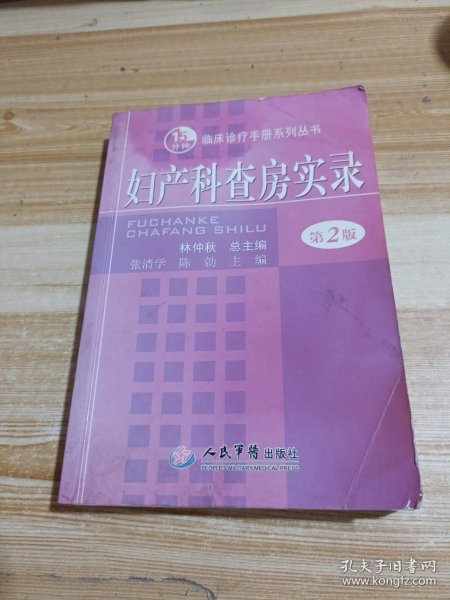 15
分钟
临床诊疗手册系列丛书
妇产科查房实录
FUCHANKE
CHAFANG SHILU
第2版
林仲秋 总主编
张清学 陈勍 主编
人民军医出版社
PEOPLE'S MILITARY MEDICAL PRESS
孔夫子旧书网
www.kongfz.com